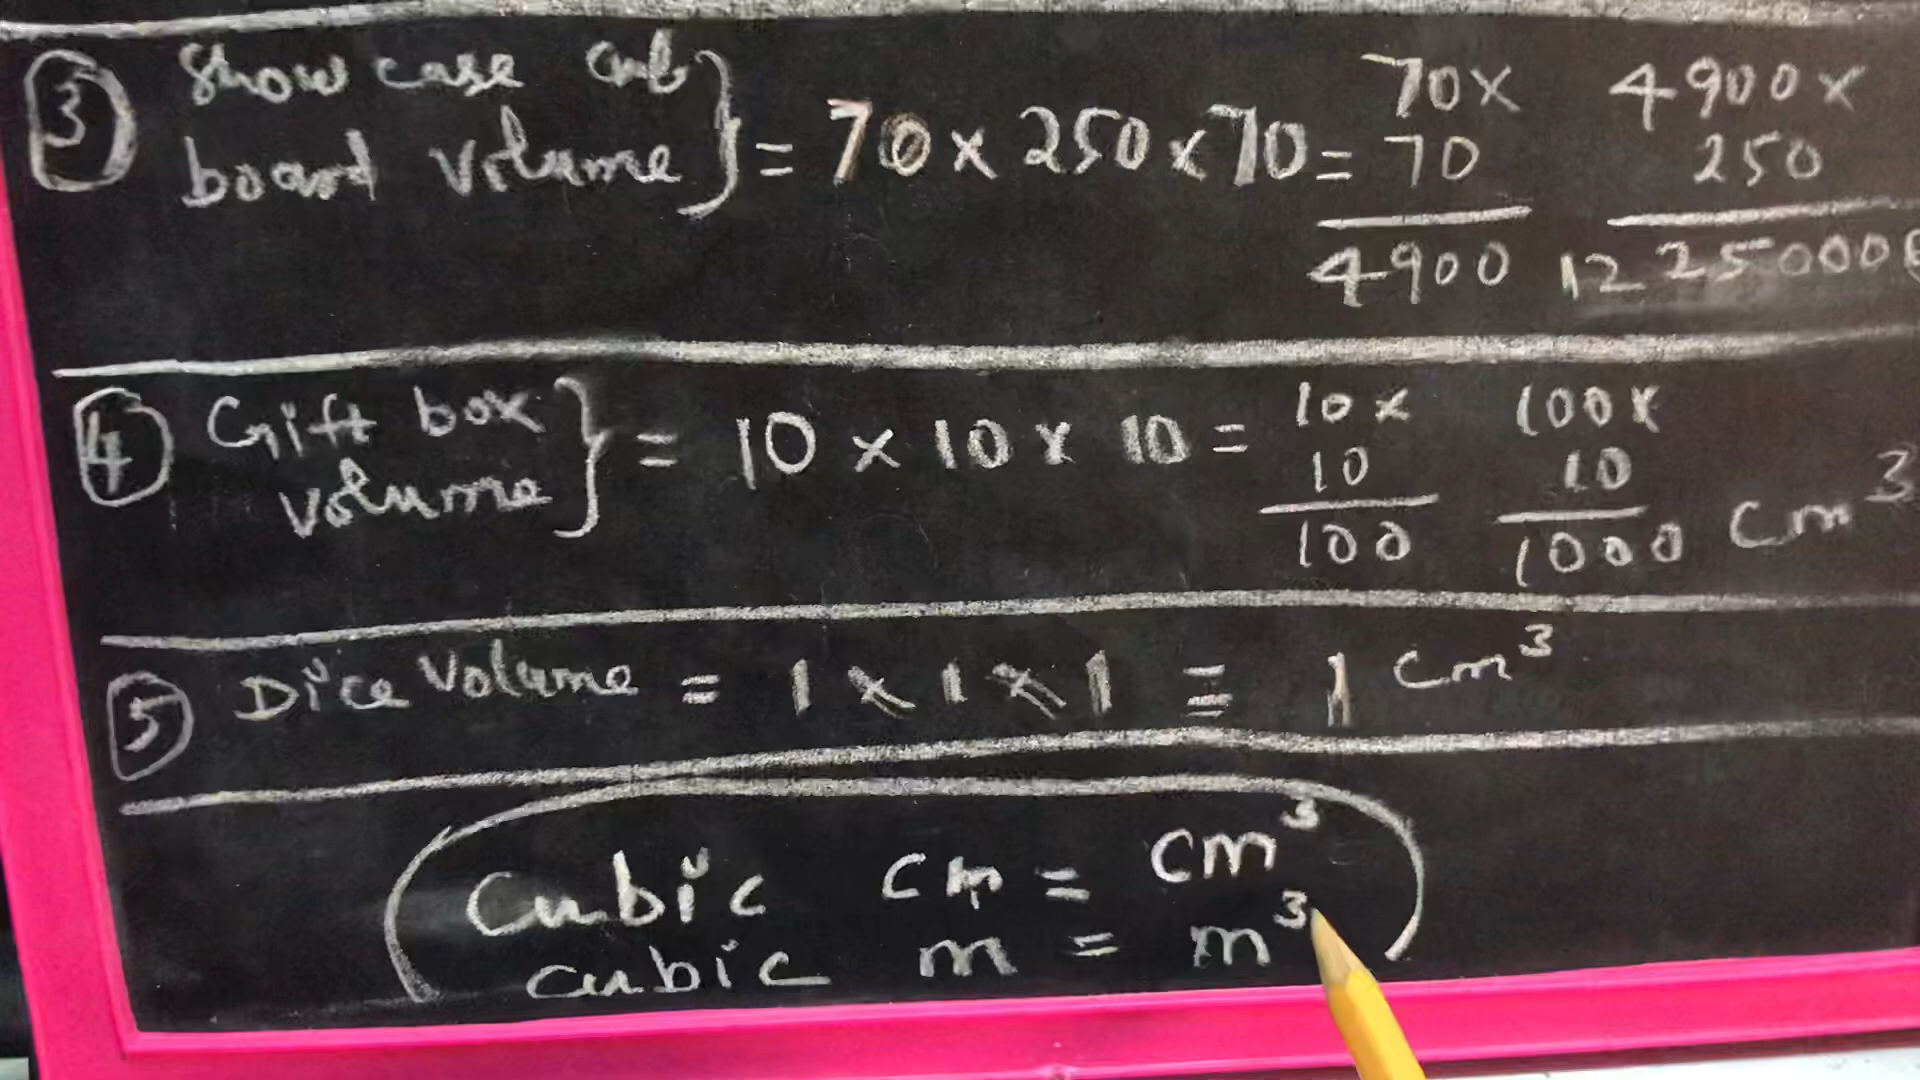 3 Show case cub
board volume } = 70 x 250 x 70 =
70 x
70
4900
4900 x
250
1225000
4 Gift box
volume } = 10 x 10 x 10 =
10 x
10
100
100 x
10
1000 cm³
5 Dice Volume = 1 x 1 x 1 = 1 cm³
Cubic cm = cm³
cubic m = m³